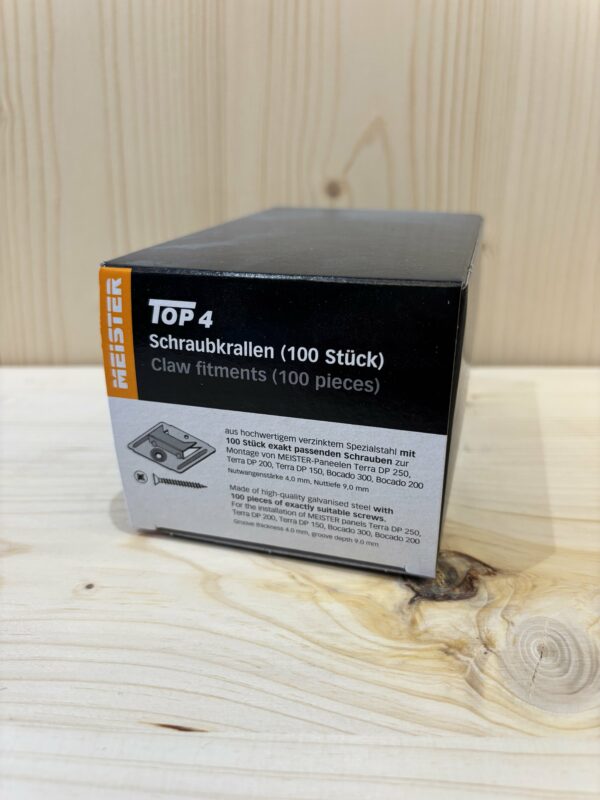 MEISTER
TOP 4
Schraubkrallen (100 Stück)
Claw fitments (100 pieces)
aus hochwertigem verzinktem Spezialstahl mit
100 Stück exakt passenden Schrauben zur
Montage von MEISTER-Paneelen Terra DP 250,
Terra DP 200, Terra DP 150, Bocado 300, Bocado 200
Nutwangenstärke 4,0 mm, Nuttiefe 9,0 mm
Made of high-quality galvanised steel with
100 pieces of exactly suitable screws.
For the installation of MEISTER panels Terra DP 250,
Terra DP 200, Terra DP 150, Bocado 300, Bocado 200
Groove thickness 4.0 mm, groove depth 9.0 mm